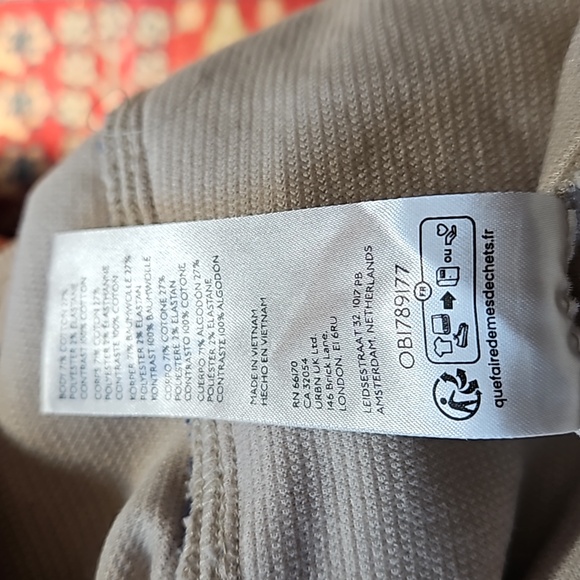 BODY 71% COTTON 27%
POLYESTER 2% ELASTANE
CONTRAST 100% COTTON
CORPS 71% COTON 27%
POLYESTER 2% ÉLASTHANNE
CONTRASTE 100% COTON
KÖRPER 71% BAUMWOLLE 27%
POLYESTER 2% ELASTAN
KONTRAST 100% BAUMWOLLE
CORPO 71% COTONE 27%
POLIESTERE 2% ELASTAN
CONTRASTO 100% COTONE
CUERPO 71% ALGODÓN 27%
POLIÉSTER 2% ELASTANE
CONTRASTE 100% ALGODÓN
MADE IN VIETNAM
HECHO EN VIETNAM
RN 66170
CA 32054
URBN UK Ltd.
146 Brick Lane,
LONDON. E1 6RU
LEIDSESTRAAT 32, 1017 PB
AMSTERDAM, NETHERLANDS
OB1789177
FR
ou
quefairedemesdechets.fr